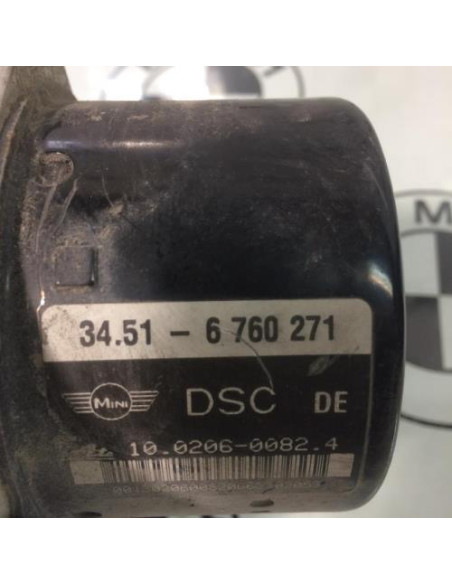 34.51 - 6 760 271
MINI DSC DE
10.0206-0082.4
M